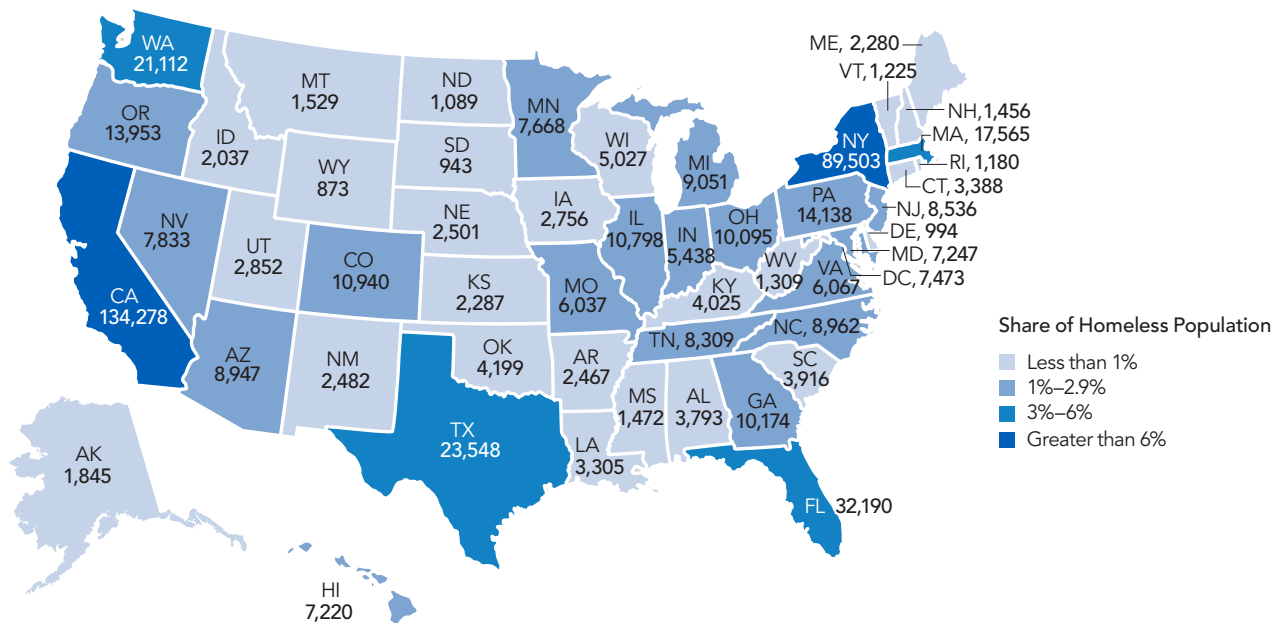 WA
21,112
OR
13,953
CA
134,278
NV
7,833
ID
2,037
MT
1,529
WY
873
UT
2,852
CO
10,940
AZ
8,947
NM
2,482
ND
1,089
SD
943
NE
2,501
KS
2,287
OK
4,199
TX
23,548
MN
7,668
IA
2,756
MO
6,037
AR
2,467
LA
3,305
WI
5,027
IL
10,798
MI
9,051
IN
5,438
OH
10,095
KY
4,025
TN, 8,309
MS
1,472
AL
3,793
GA
10,174
FL 32,190
SC
3,916
NC, 8,962
VA
6,067
WV
1,309
PA
14,138
NY
89,503
ME, 2,280
VT, 1,225
NH, 1,456
MA, 17,565
RI, 1,180
CT, 3,388
NJ, 8,536
DE, 994
MD, 7,247
DC, 7,473
AK
1,845
HI
7,220
Share of Homeless Population
Less than 1%
1%–2.9%
3%–6%
Greater than 6%